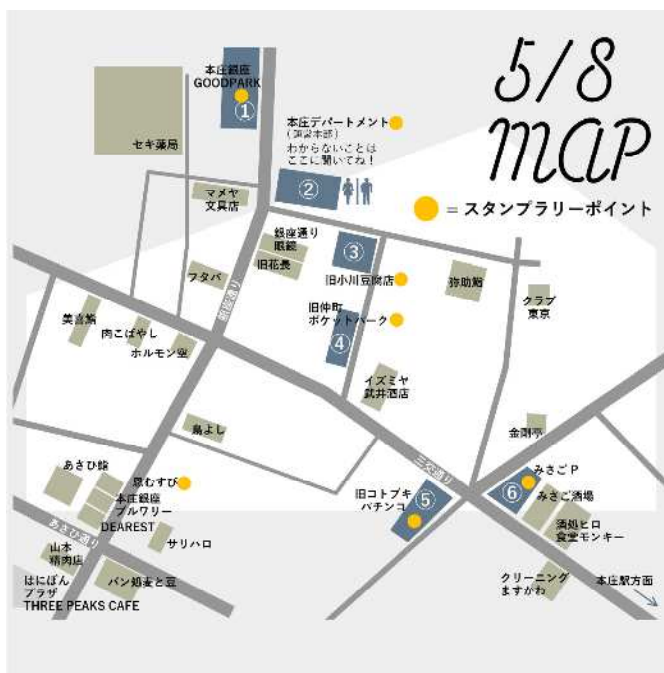 5/8
MAP
本庄銀座
GOODPARK
①
セキ薬局
本庄デパートメント
(運営本部)
わからないことは
ここに聞いてね！
②
= スタンプラリーポイント
マメヤ
文具店
銀座通り
眼鏡
旧花長
③
旧小川豆腐店
弥助鮨
クラブ
東京
フタバ
銀座通り
旧仲町
ポケットパーク
④
美喜鮨
肉こばやし
ホルモン空
イズミヤ
武井酒店
鳥よし
金剛亭
三交通り
みさご P
⑥
みさご酒場
酒処ヒロ
食堂モンキー
旧コトブキ
パチンコ
⑤
あさひ鮨
恩むすび
本庄銀座
ブルワリー
DEAREST
あさひ通り
サリハロ
山本
精肉店
パン処麦と豆
はにぽん
プラザ
THREE PEAKS CAFE
クリーニング
ますかわ
本庄駅方面